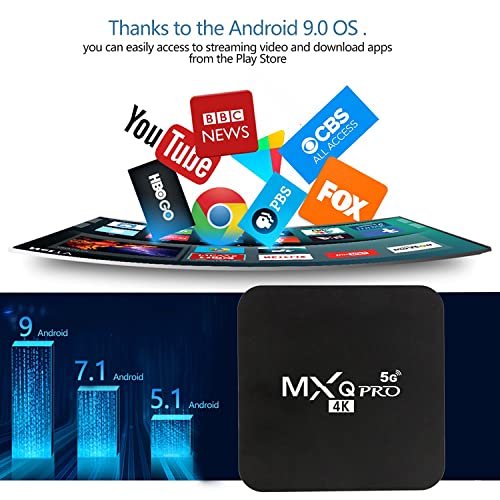 Thanks to the Android 9.0 OS .
you can easily access to streaming video and download apps
from the Play Store
BBC
NEWS
YouTube
CBS
ALL ACCESS
HBOGO
PBS
FOX
9 Android
7.1 Android
5.1 Android
5G
MXQ PRO
4K